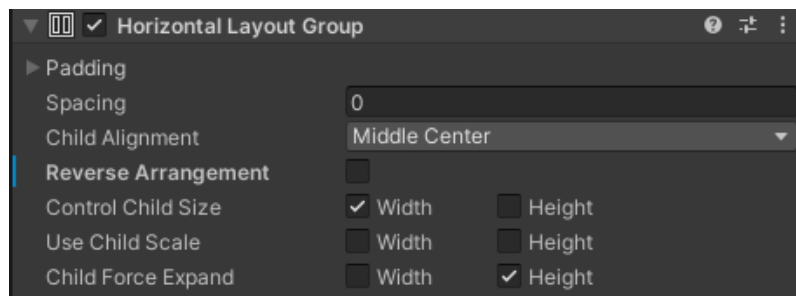 Horizontal Layout Group
Padding
Spacing 0
Child Alignment Middle Center
Reverse Arrangement
Control Child Size Width Height
Use Child Scale Width Height
Child Force Expand Width Height